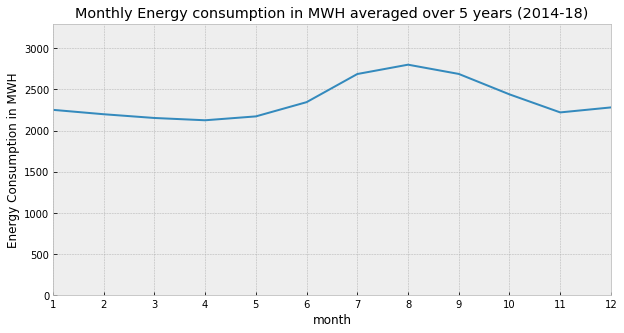 Monthly Energy consumption in MWH averaged over 5 years (2014-18)
Energy Consumption in MWH
3000
2500
2000
1500
1000
500
0
1 2 3 4 5 6 7 8 9 10 11 12
month